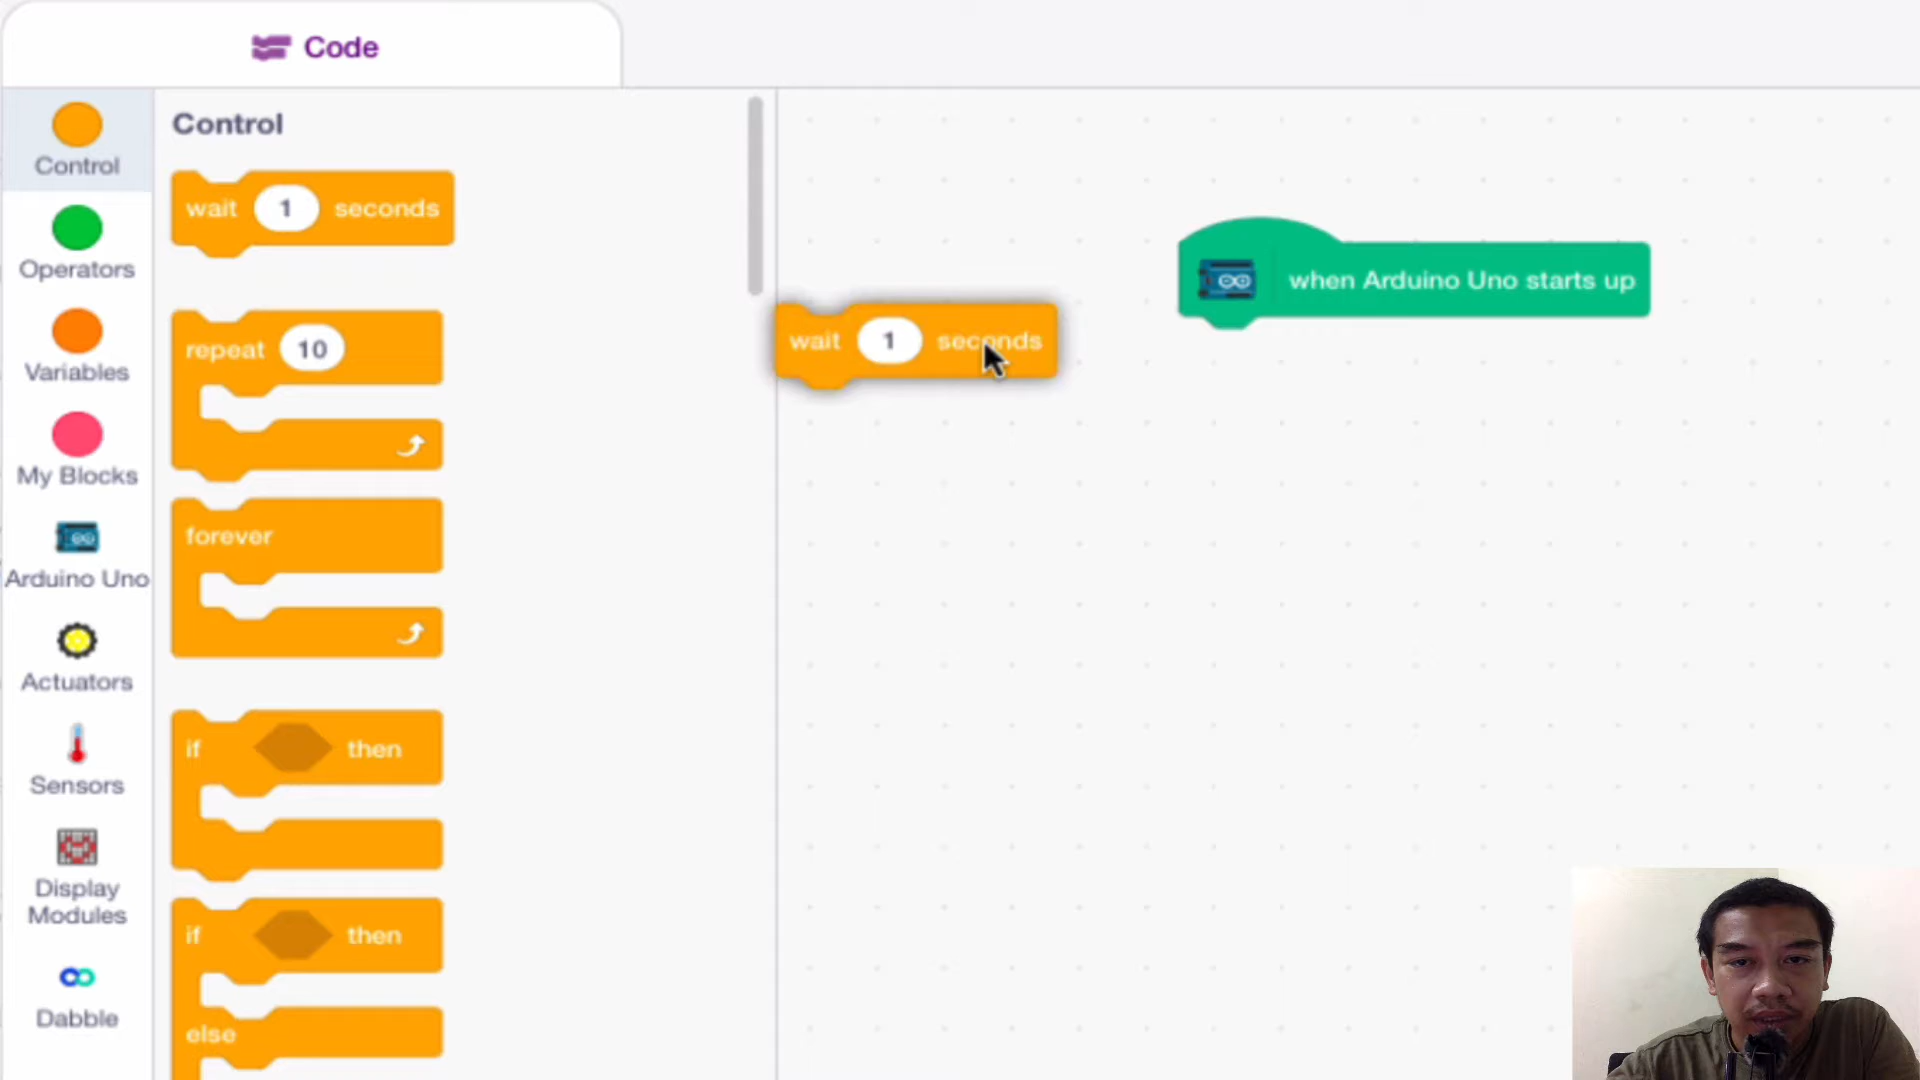 Code
Control
Operators
Variables
My Blocks
Arduino Uno
Actuators
Sensors
Display
Modules
Dabble
Control
wait 1 seconds
repeat 10
forever
if then
if then
else
wait 1 seconds
when Arduino Uno starts up